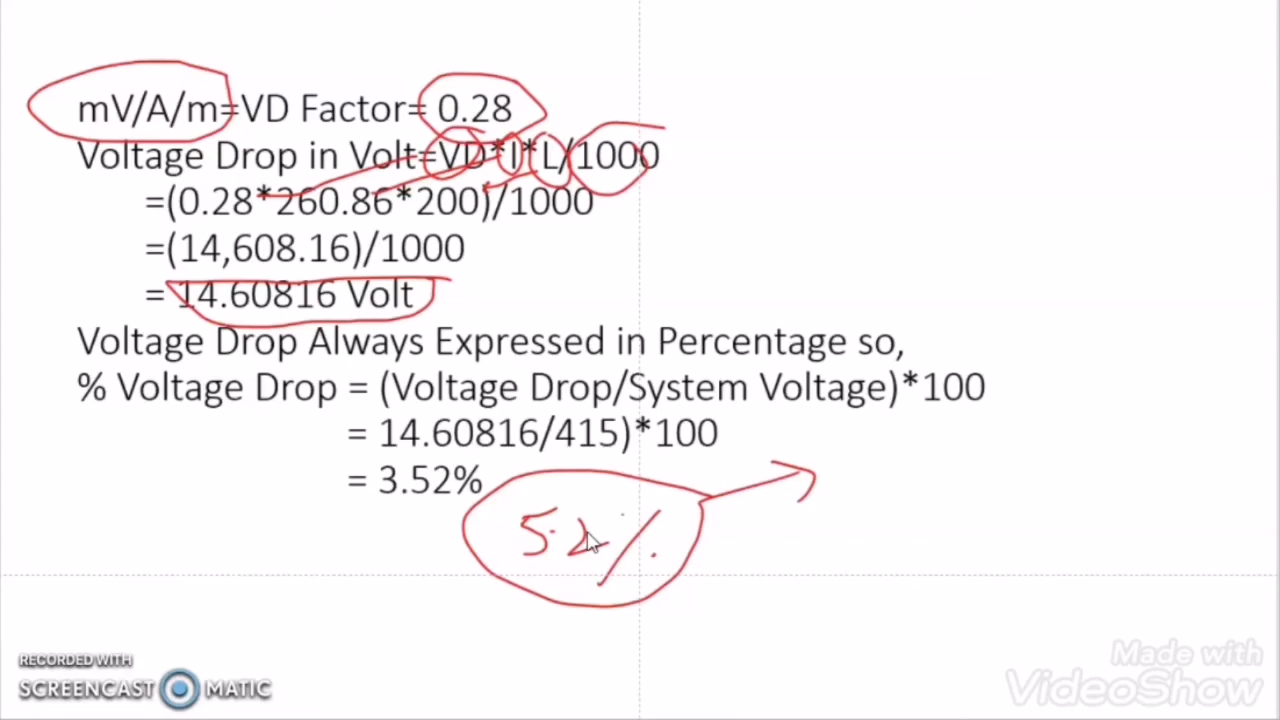 mV/A/m=VD Factor= 0.28
Voltage Drop in Volt=VD*I*L/1000
=(0.28*260.86*200)/1000
=(14,608.16)/1000
= 14.60816 Volt
Voltage Drop Always Expressed in Percentage so,
% Voltage Drop = (Voltage Drop/System Voltage)*100
= 14.60816/415)*100
= 3.52%
5.2%
RECORDED WITH
SCREENCAST MATIC
Made with
VideoShow